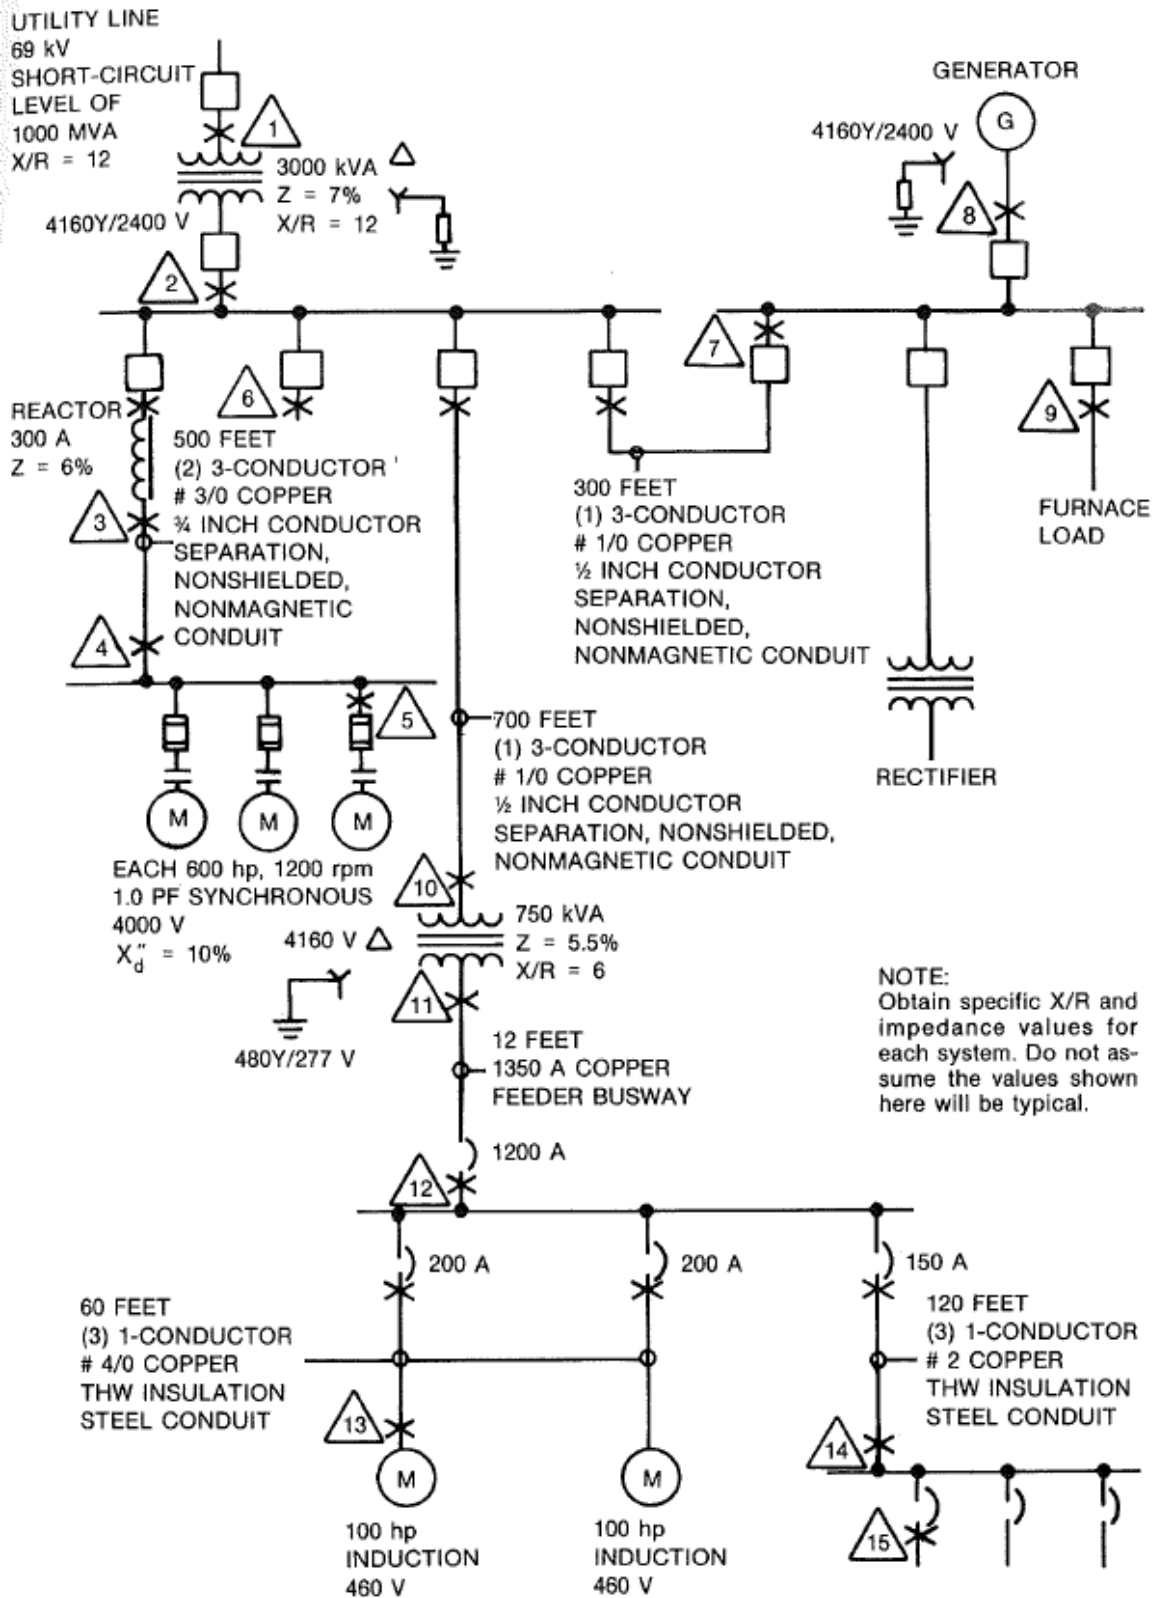 UTILITY LINE
69 kV
SHORT-CIRCUIT
LEVEL OF
1000 MVA
X/R = 12
1
3000 kVA
Z = 7%
X/R = 12
4160Y/2400 V
2
GENERATOR
4160Y/2400 V
G
8
7
6
9
REACTOR
300 A
Z = 6%
500 FEET
(2) 3-CONDUCTOR
# 3/0 COPPER
¾ INCH CONDUCTOR
SEPARATION,
NONSHIELDED,
NONMAGNETIC
CONDUIT
3
4
5
300 FEET
(1) 3-CONDUCTOR
# 1/0 COPPER
½ INCH CONDUCTOR
SEPARATION,
NONSHIELDED,
NONMAGNETIC CONDUIT
FURNACE
LOAD
RECTIFIER
M
M
M
EACH 600 hp, 1200 rpm
1.0 PF SYNCHRONOUS
4000 V
X″d = 10%
700 FEET
(1) 3-CONDUCTOR
# 1/0 COPPER
½ INCH CONDUCTOR
SEPARATION, NONSHIELDED,
NONMAGNETIC CONDUIT
10
750 kVA
Z = 5.5%
X/R = 6
4160 V
11
480Y/277 V
12 FEET
1350 A COPPER
FEEDER BUSWAY
NOTE:
Obtain specific X/R and
impedance values for
each system. Do not as-
sume the values shown
here will be typical.
1200 A
12
200 A
200 A
150 A
60 FEET
(3) 1-CONDUCTOR
# 4/0 COPPER
THW INSULATION
STEEL CONDUIT
120 FEET
(3) 1-CONDUCTOR
# 2 COPPER
THW INSULATION
STEEL CONDUIT
13
14
15
M
M
100 hp
INDUCTION
460 V
100 hp
INDUCTION
460 V